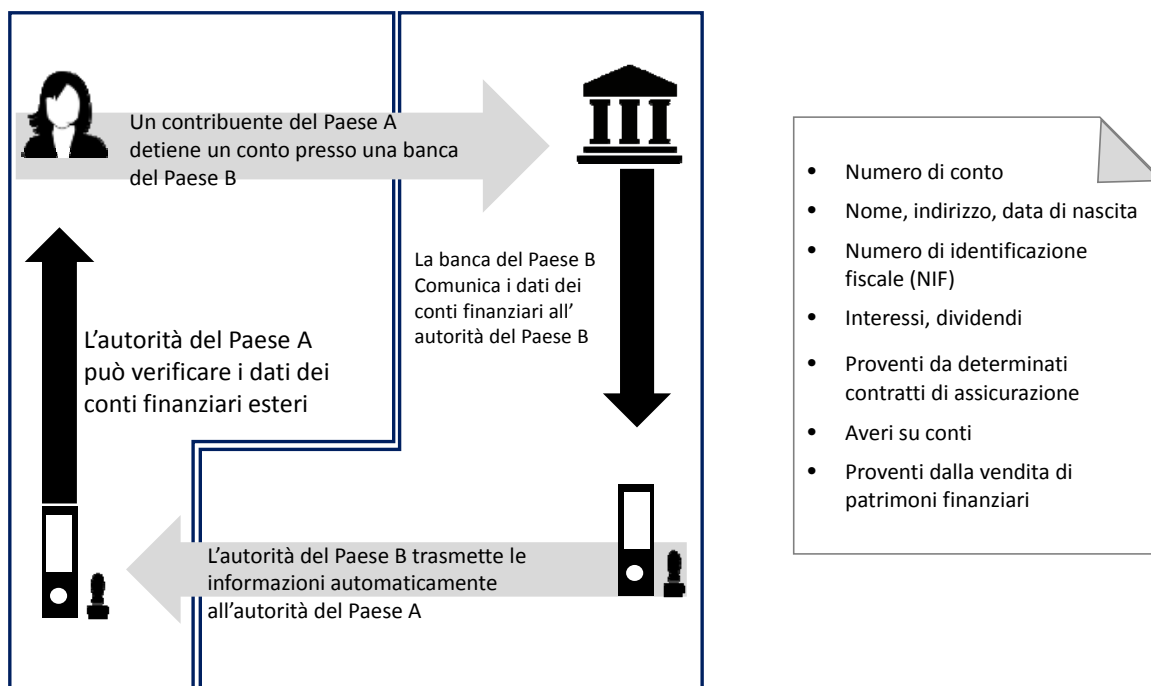 Un contribuente del Paese A
detiene un conto presso una banca
del Paese B
La banca del Paese B
Comunica i dati dei
conti finanziari all'
autorità del Paese B
L'autorità del Paese A
può verificare i dati dei
conti finanziari esteri
L'autorità del Paese B trasmette le
informazioni automaticamente
all'autorità del Paese A
• Numero di conto
• Nome, indirizzo, data di nascita
• Numero di identificazione
fiscale (NIF)
• Interessi, dividendi
• Proventi da determinati
contratti di assicurazione
• Averi su conti
• Proventi dalla vendita di
patrimoni finanziari